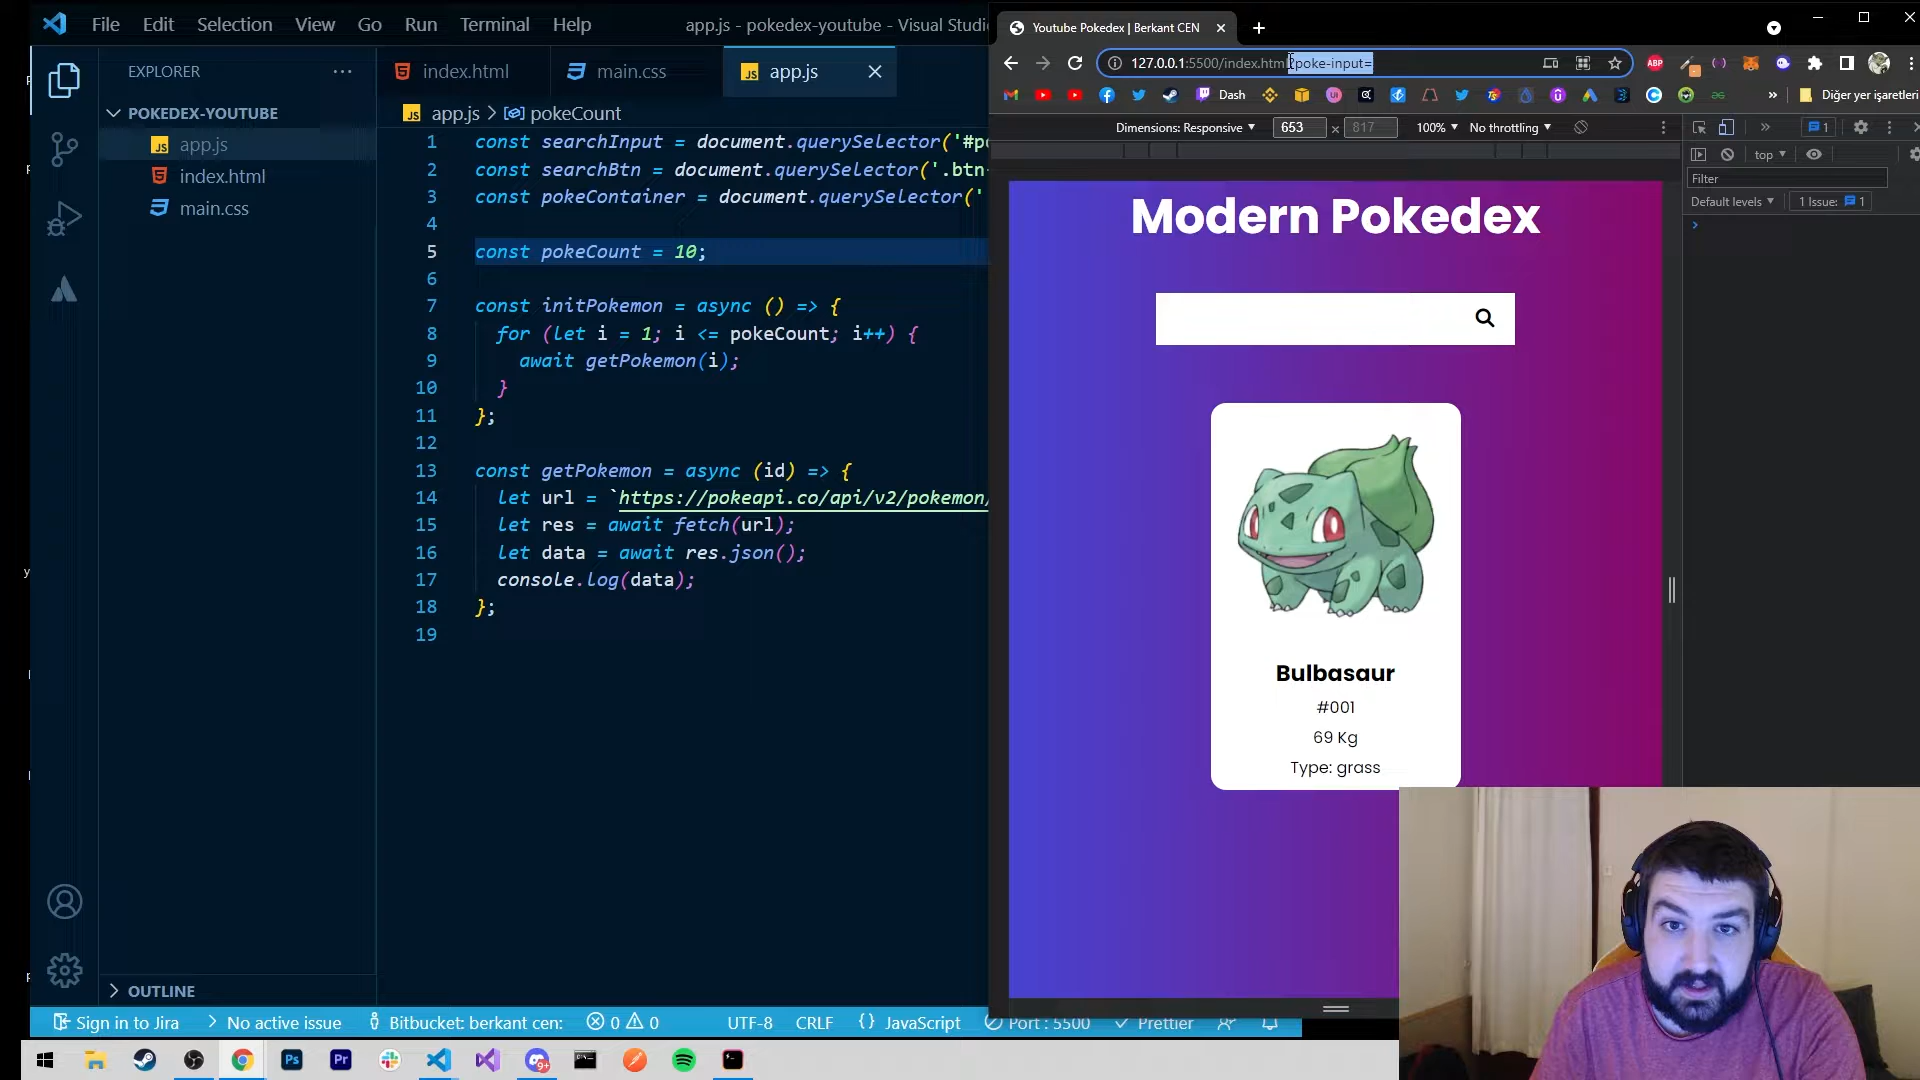 File Edit Selection View Go Run Terminal Help
app.js - pokedex-youtube - Visual Studi
EXPLORER
POKEDEX-YOUTUBE
app.js
index.html
main.css
OUTLINE
index.html
main.css
app.js
app.js > pokeCount
1 const searchInput = document.querySelector('#po
2 const searchBtn = document.querySelector('.btn-
3 const pokeContainer = document.querySelector('.
4
5 const pokeCount = 10;
6
7 const initPokemon = async () => {
8 for (let i = 1; i <= pokeCount; i++) {
9 await getPokemon(i);
10 }
11 };
12
13 const getPokemon = async (id) => {
14 let url = `https://pokeapi.co/api/v2/pokemon/
15 let res = await fetch(url);
16 let data = await res.json();
17 console.log(data);
18 };
19
Sign in to Jira
No active issue
Bitbucket: berkant cen:
0 0
UTF-8 CRLF {} JavaScript
Port : 5500
Prettier
Youtube Pokedex | Berkant CEN
127.0.0.1:5500/index.html?poke-input=
ABP
Dash
Diğer yer işaretleri
Dimensions: Responsive 653 × 817 100% No throttling
1
top
Filter
Default levels
1 Issue: 1
Modern Pokedex
Bulbasaur
#001
69 Kg
Type: grass
Ps
Pr
9+